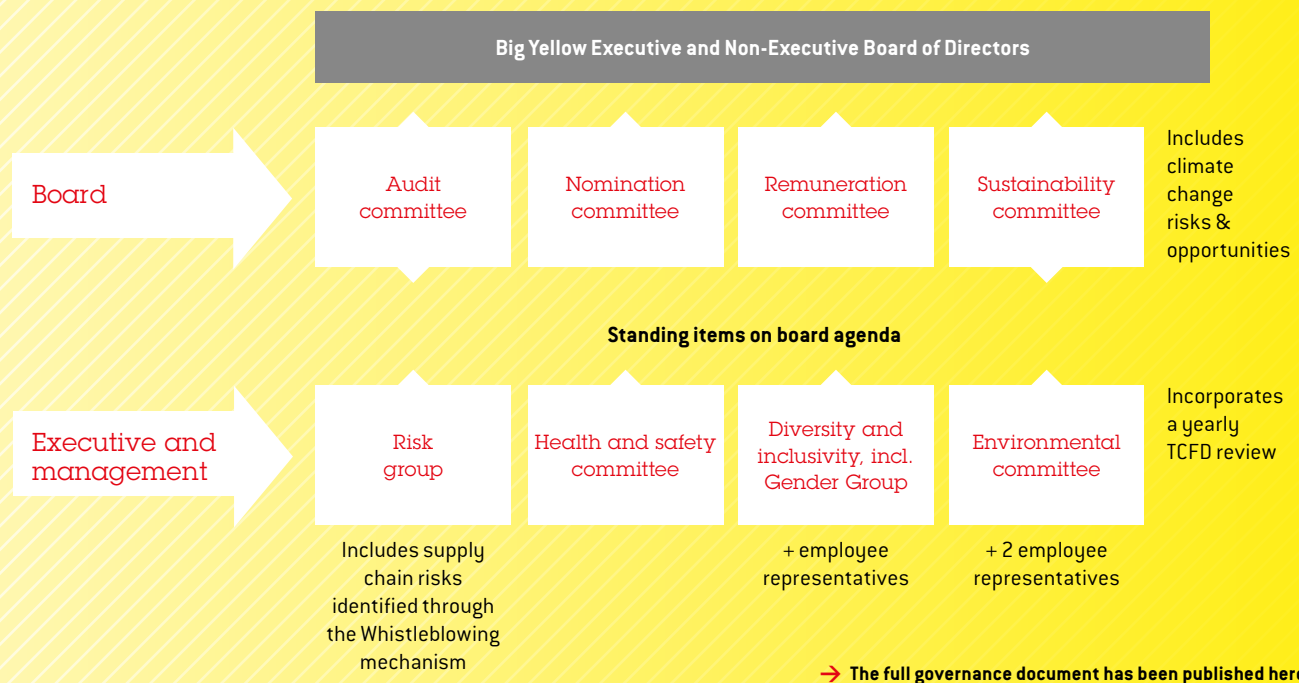 Big Yellow Executive and Non-Executive Board of Directors
Board
Audit
committee
Nomination
committee
Remuneration
committee
Sustainability
committee
Includes
climate
change
risks &
opportunities
Standing items on board agenda
Executive and
management
Risk
group
Health and safety
committee
Diversity and
inclusivity, incl.
Gender Group
Environmental
committee
Incorporates
a yearly
TCFD review
Includes supply
chain risks
identified through
the Whistleblowing
mechanism
+ employee
representatives
+ 2 employee
representatives
→ The full governance document has been published here